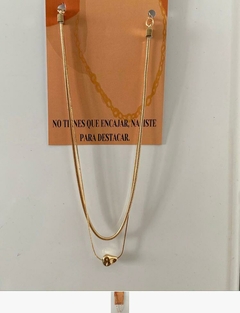 NO TIENES QUE ENCAJAR, NACISTE
PARA DESTACAR.